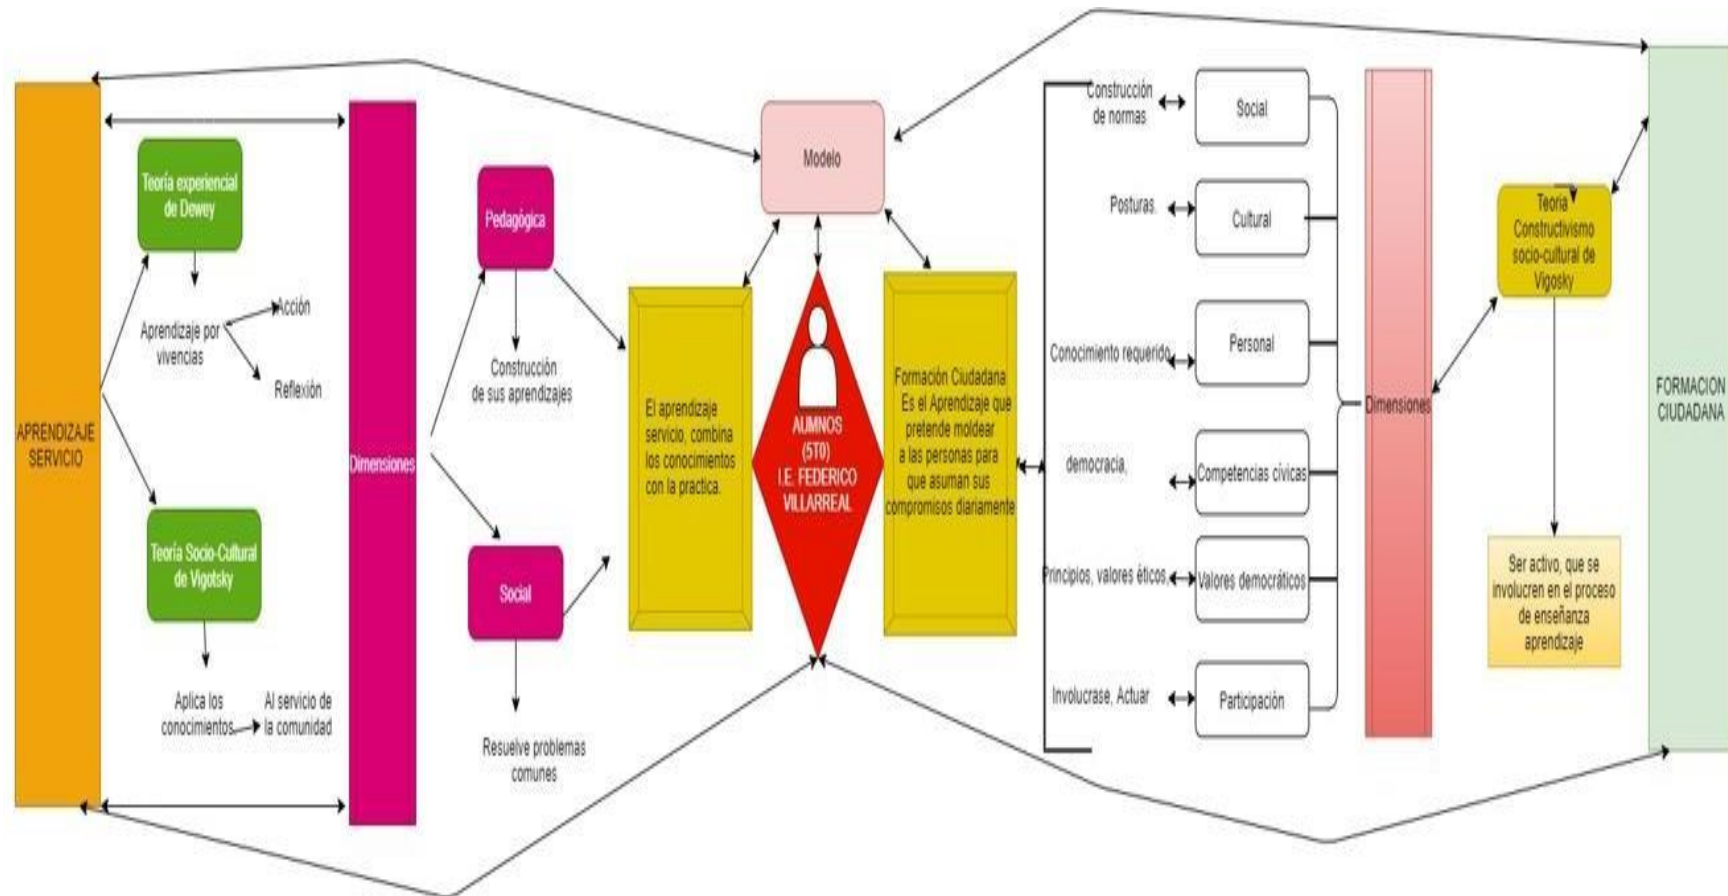 APRENDIZAJE
SERVICIO
Teoría experiencial
de Dewey
Aprendizaje por
vivencias
Acción
Reflexión
Teoría Socio-Cultural
de Vigotsky
Aplica los
conocimientos
Al servicio de
la comunidad
Dimensiones
Pedagógica
Construcción
de sus aprendizajes
Social
Resuelve problemas
comunes
El aprendizaje
servicio, combina
los conocimientos
con la practica.
Modelo
AUMNOS
(5T0)
I.E. FEDERICO
VILLARREAL
Formación Ciudadana
Es el Aprendizaje que
pretende moldear
a las personas para
que asuman sus
compromisos diariamente
Construcción
de normas
Social
Posturas.
Cultural
Conocimiento requerido
Personal
democracia,
Competencias cívicas
Principios, valores éticos,
Valores democráticos
Involucrase, Actuar
Participación
Dimensiones
Teoría
Constructivismo
socio-cultural de
Vigosky
Ser activo, que se
involucren en el proceso
de enseñanza
aprendizaje
FORMACION
CIUDADANA